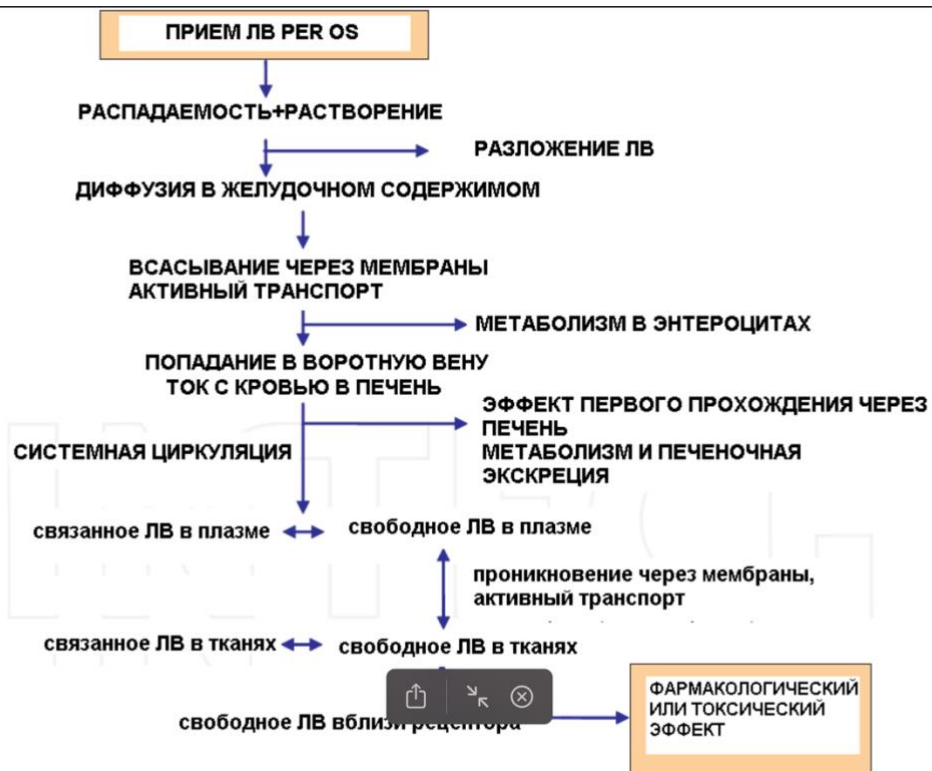 ПРИЕМ ЛВ PER OS
РАСПАДАЕМОСТЬ+РАСТВОРЕНИЕ
РАЗЛОЖЕНИЕ ЛВ
ДИФФУЗИЯ В ЖЕЛУДОЧНОМ СОДЕРЖИМОМ
ВСАСЫВАНИЕ ЧЕРЕЗ МЕМБРАНЫ
АКТИВНЫЙ ТРАНСПОРТ
МЕТАБОЛИЗМ В ЭНТЕРОЦИТАХ
ПОПАДАНИЕ В ВОРОТНУЮ ВЕНУ
ТОК С КРОВЬЮ В ПЕЧЕНЬ
ЭФФЕКТ ПЕРВОГО ПРОХОЖДЕНИЯ ЧЕРЕЗ
ПЕЧЕНЬ
МЕТАБОЛИЗМ И ПЕЧЕНОЧНАЯ
ЭКСКРЕЦИЯ
СИСТЕМНАЯ ЦИРКУЛЯЦИЯ
связанное ЛВ в плазме
свободное ЛВ в плазме
проникновение через мембраны,
активный транспорт
связанное ЛВ в тканях
свободное ЛВ в тканях
свободное ЛВ вблизи рецептора
ФАРМАКОЛОГИЧЕСКИЙ
ИЛИ ТОКСИЧЕСКИЙ
ЭФФЕКТ